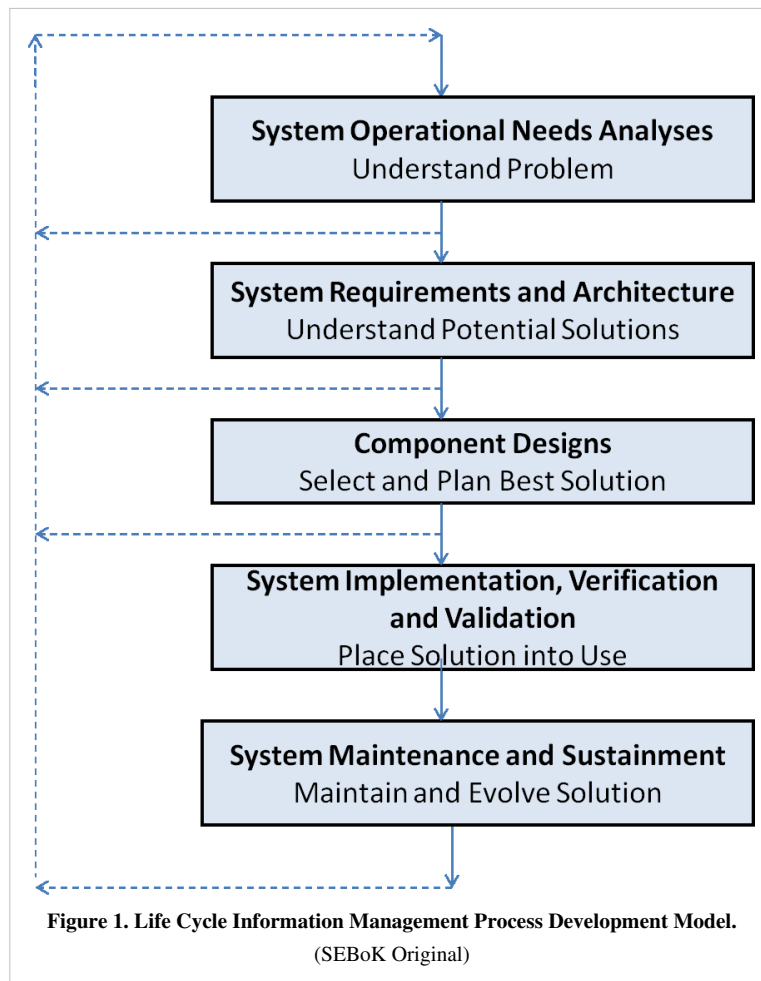 System Operational Needs Analyses
Understand Problem
System Requirements and Architecture
Understand Potential Solutions
Component Designs
Select and Plan Best Solution
System Implementation, Verification
and Validation
Place Solution into Use
System Maintenance and Sustainment
Maintain and Evolve Solution
Figure 1. Life Cycle Information Management Process Development Model.
(SEBoK Original)